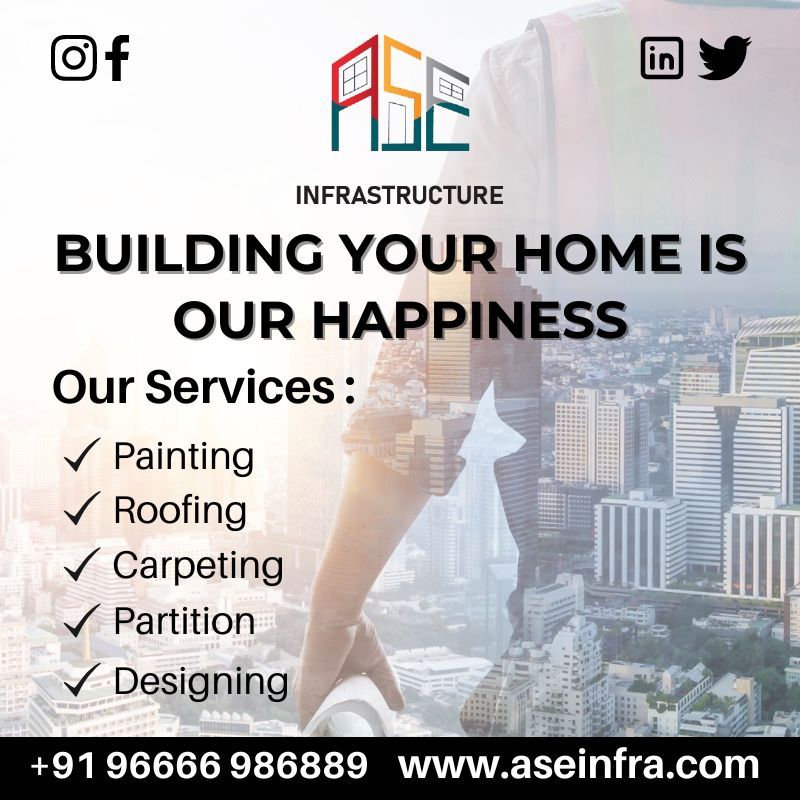 ASE
INFRASTRUCTURE
BUILDING YOUR HOME IS
OUR HAPPINESS
Our Services :
Painting
Roofing
Carpeting
Partition
Designing
+91 96666 986889 www.aseinfra.com